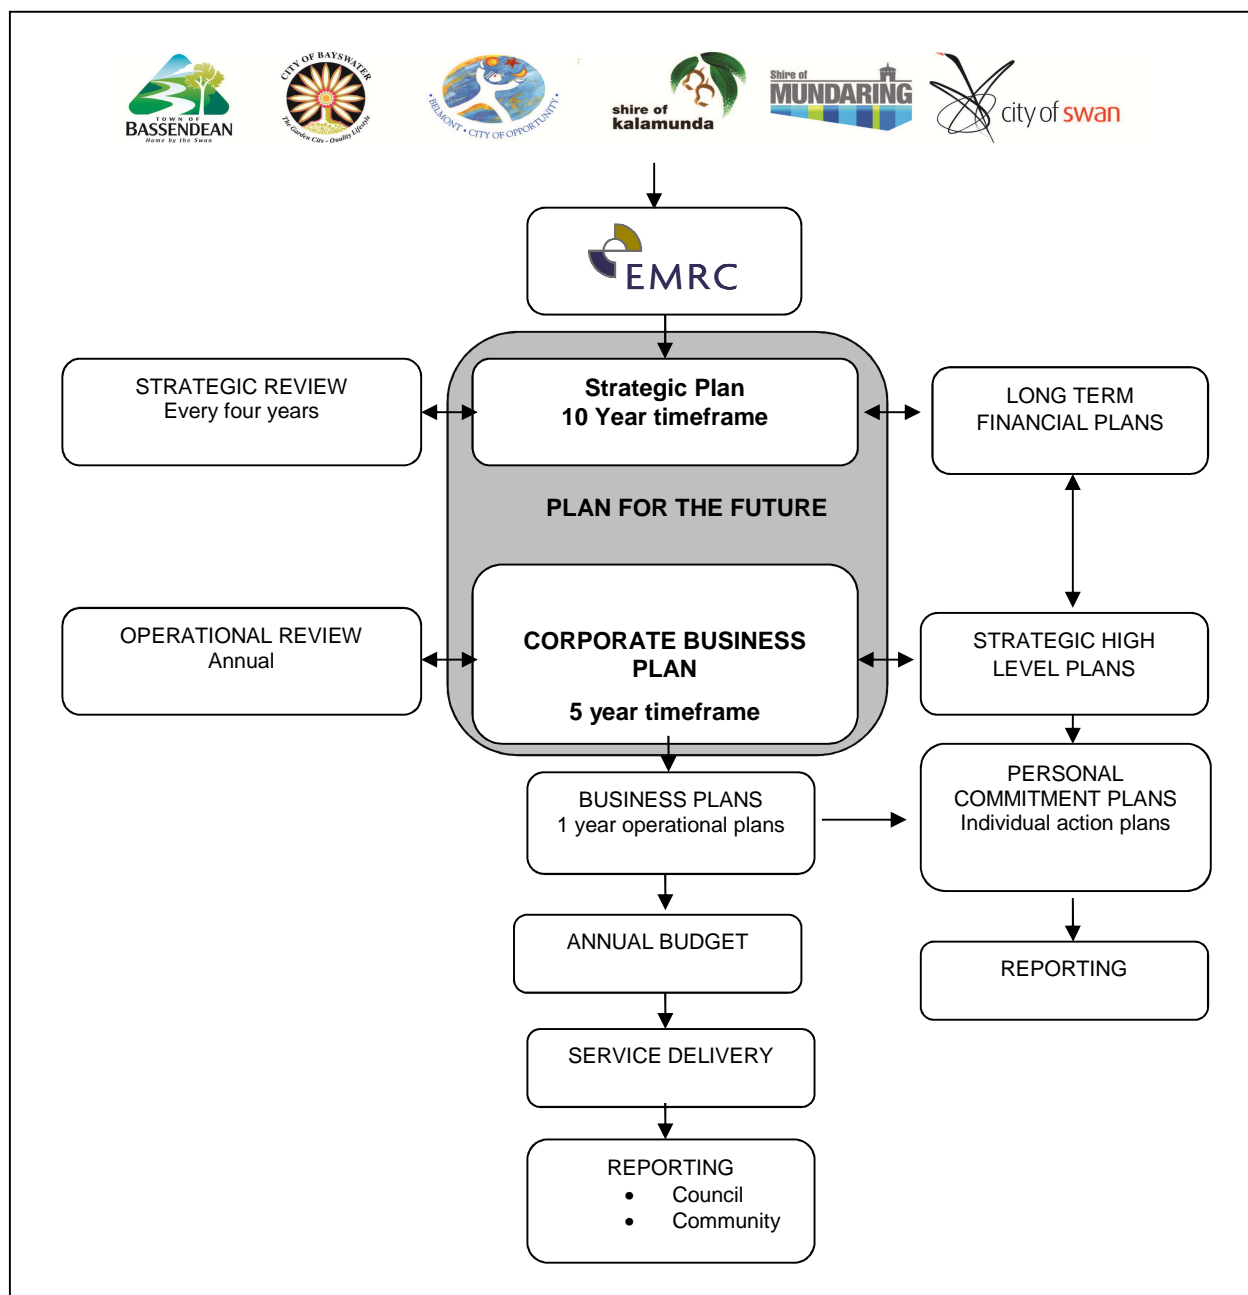 TOWN OF
BASSENDEAN
Home by the Swan
CITY OF BAYSWATER
The Garden City - Quality Lifestyle
• BELMONT • CITY OF OPPORTUNITY •
shire of
kalamunda
Shire of
MUNDARING
city of swan
EMRC
STRATEGIC REVIEW
Every four years
Strategic Plan
10 Year timeframe
LONG TERM
FINANCIAL PLANS
PLAN FOR THE FUTURE
OPERATIONAL REVIEW
Annual
CORPORATE BUSINESS
PLAN
5 year timeframe
STRATEGIC HIGH
LEVEL PLANS
BUSINESS PLANS
1 year operational plans
PERSONAL
COMMITMENT PLANS
Individual action plans
ANNUAL BUDGET
REPORTING
SERVICE DELIVERY
REPORTING
• Council
• Community